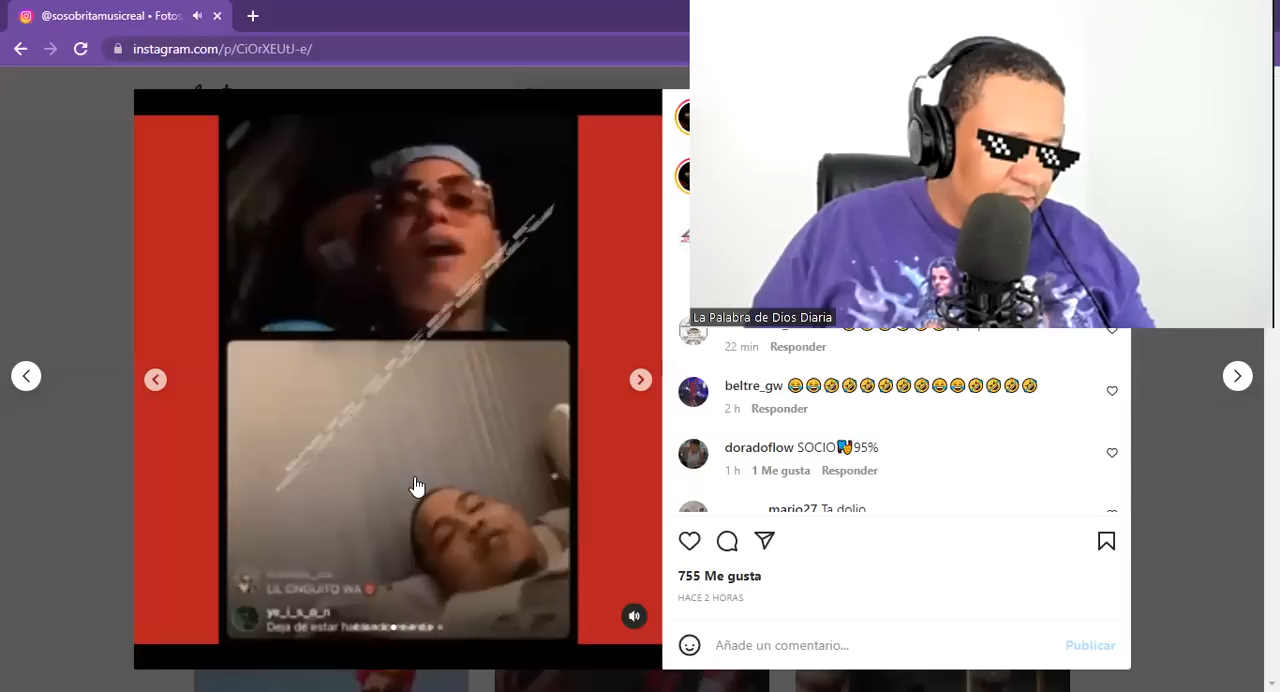 @sosobritamusicreal • Fotos
instagram.com/p/CiOrXEUtJ-e/
La Palabra de Dios Diaria
22 min Responder
beltre_gw 😂😂🤣🤣🤣🤣🤣🤣😂😂🤣🤣🤣🤣
2 h Responder
doradoflow SOCIO 95%
1 h 1 Me gusta Responder
mario27 Ta dolio
755 Me gusta
HACE 2 HORAS
Añade un comentario...
Publicar
LIL CINGUITO WA
ye_i_s_o_n
Deja de estar